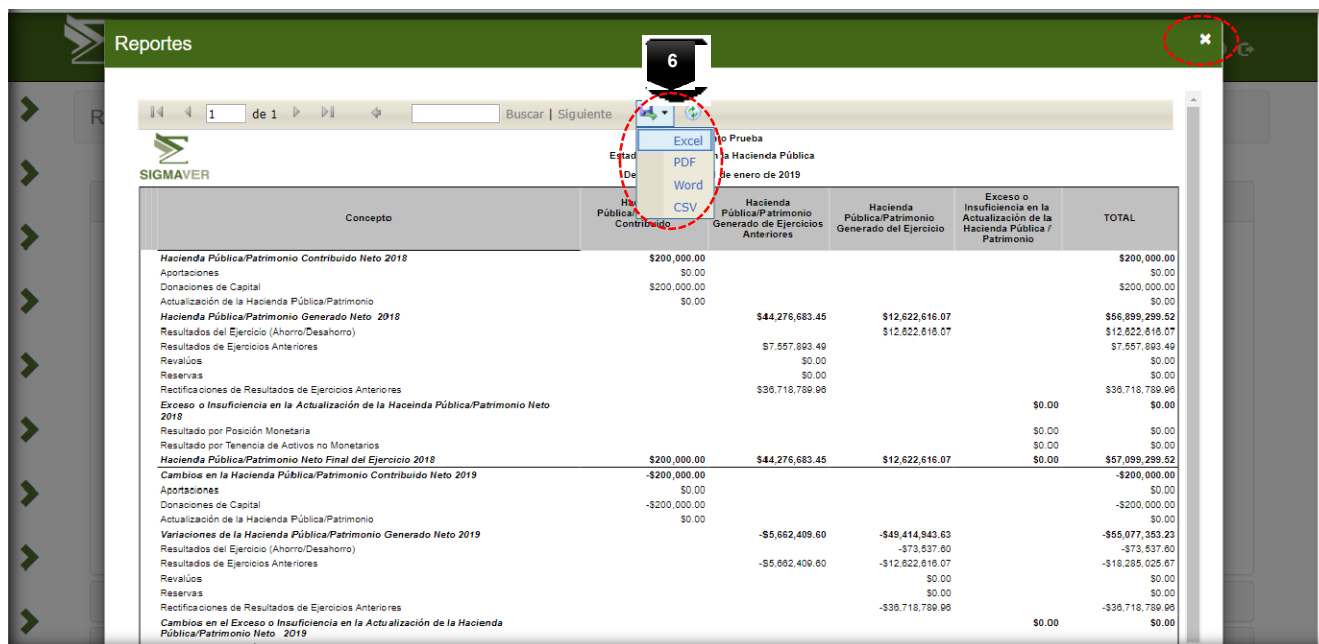 Reportes
6
1 de 1 Buscar | Siguiente
Excel
PDF
Word
CSV
SIGMAVER
Prueba
la Hacienda Pública
de enero de 2019
Concepto
Contribuido
Hacienda
Pública/Patrimonio
Generado de Ejercicios
Anteriores
Hacienda
Pública/Patrimonio
Generado del Ejercicio
Exceso o
Insuficiencia en la
Actualización de la
Hacienda Pública /
Patrimonio
TOTAL
Hacienda Pública/Patrimonio Contribuido Neto 2018 $200,000.00 $200,000.00
Aportaciones $0.00 $0.00
Donaciones de Capital $200,000.00 $200,000.00
Actualización de la Hacienda Pública/Patrimonio $0.00 $0.00
Hacienda Pública/Patrimonio Generado Neto 2018 $44,276,683.45 $12,622,616.07 $56,899,299.52
Resultados del Ejercicio (Ahorro/Desahorro) $12,622,616.07 $12,622,616.07
Resultados de Ejercicios Anteriores $7,557,893.49 $7,557,893.49
Revalúos $0.00 $0.00
Reservas $0.00 $0.00
Rectificaciones de Resultados de Ejercicios Anteriores $36,718,789.96 $36,718,789.96
Exceso o Insuficiencia en la Actualización de la Haceinda Pública/Patrimonio Neto $0.00 $0.00
2018
Resultado por Posición Monetaria $0.00 $0.00
Resultado por Tenencia de Activos no Monetarios $0.00 $0.00
Hacienda Pública/Patrimonio Neto Final del Ejercicio 2018 $200,000.00 $44,276,683.45 $12,622,616.07 $0.00 $57,099,299.52
Cambios en la Hacienda Pública/Patrimonio Contribuido Neto 2019 -$200,000.00 -$200,000.00
Aportaciones $0.00 $0.00
Donaciones de Capital -$200,000.00 -$200,000.00
Actualización de la Hacienda Pública/Patrimonio $0.00 $0.00
Variaciones de la Hacienda Pública/Patrimonio Generado Neto 2019 -$5,662,409.60 -$49,414,943.63 -$55,077,353.23
Resultados del Ejercicio (Ahorro/Desahorro) -$73,537.60 -$73,537.60
Resultados de Ejercicios Anteriores -$5,662,409.60 -$12,622,616.07 -$18,285,025.67
Revalúos $0.00 $0.00
Reservas $0.00 $0.00
Rectificaciones de Resultados de Ejercicios Anteriores -$36,718,789.96 -$36,718,789.96
Cambios en el Exceso o Insuficiencia en la Actualización de la Hacienda $0.00 $0.00
Pública/Patrimonio Neto 2019